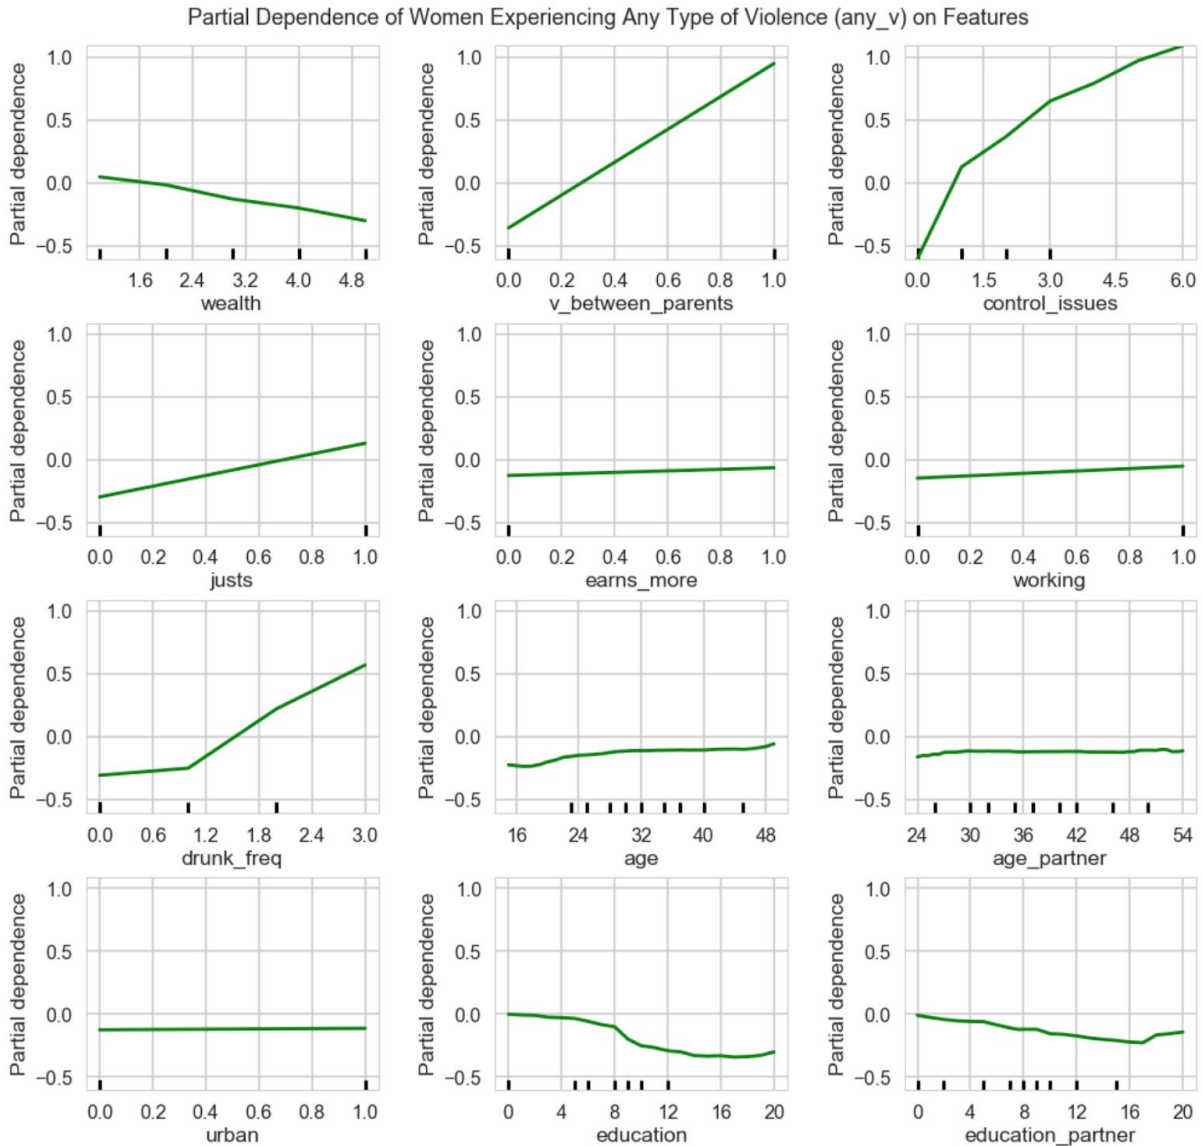 Partial Dependence of Women Experiencing Any Type of Violence (any_v) on Features
Partial dependence
1.0
0.5
0.0
−0.5
1.6 2.4 3.2 4.0 4.8
wealth
Partial dependence
1.0
0.5
0.0
−0.5
0.0 0.2 0.4 0.6 0.8 1.0
v_between_parents
Partial dependence
1.0
0.5
0.0
−0.5
0.0 1.5 3.0 4.5 6.0
control_issues
Partial dependence
1.0
0.5
0.0
−0.5
0.0 0.2 0.4 0.6 0.8 1.0
justs
Partial dependence
1.0
0.5
0.0
−0.5
0.0 0.2 0.4 0.6 0.8 1.0
earns_more
Partial dependence
1.0
0.5
0.0
−0.5
0.0 0.2 0.4 0.6 0.8 1.0
working
Partial dependence
1.0
0.5
0.0
−0.5
0.0 0.6 1.2 1.8 2.4 3.0
drunk_freq
Partial dependence
1.0
0.5
0.0
−0.5
16 24 32 40 48
age
Partial dependence
1.0
0.5
0.0
−0.5
24 30 36 42 48 54
age_partner
Partial dependence
1.0
0.5
0.0
−0.5
0.0 0.2 0.4 0.6 0.8 1.0
urban
Partial dependence
1.0
0.5
0.0
−0.5
0 4 8 12 16 20
education
Partial dependence
1.0
0.5
0.0
−0.5
0 4 8 12 16 20
education_partner